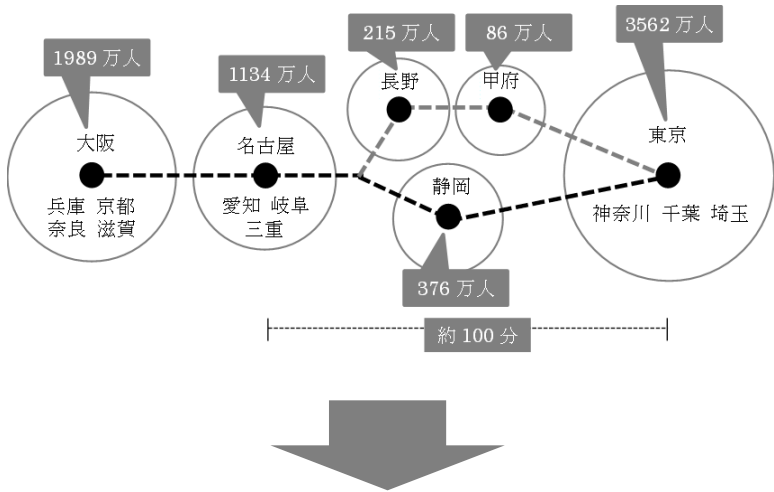 1989 万人
大阪
兵庫 京都
奈良 滋賀
1134 万人
名古屋
愛知 岐阜
三重
215 万人
長野
86 万人
甲府
静岡
376 万人
3562 万人
東京
神奈川 千葉 埼玉
約 100 分